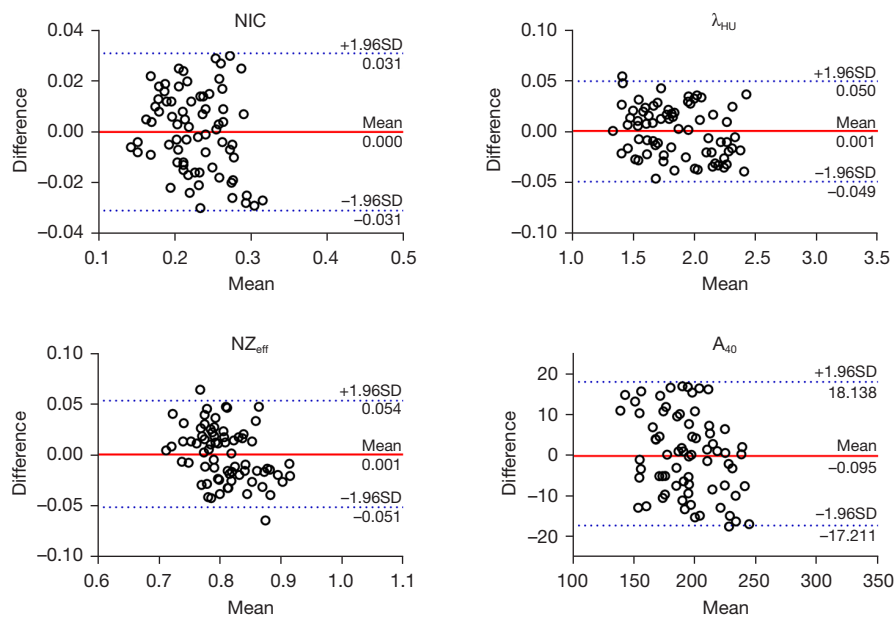 NIC
0.04
0.02
0.00
−0.02
−0.04
Difference
+1.96SD
0.031
Mean
0.000
−1.96SD
−0.031
0.1 0.2 0.3 0.4 0.5
Mean
λHU
0.10
0.05
0.00
−0.05
−0.10
Difference
+1.96SD
0.050
Mean
0.001
−1.96SD
−0.049
1.0 1.5 2.0 2.5 3.0 3.5
Mean
NZeff
0.10
0.05
0.00
−0.05
−0.10
Difference
+1.96SD
0.054
Mean
0.001
−1.96SD
−0.051
0.6 0.7 0.8 0.9 1.0 1.1
Mean
A40
20
10
0
−10
−20
Difference
+1.96SD
18.138
Mean
−0.095
−1.96SD
−17.211
100 150 200 250 300 350
Mean